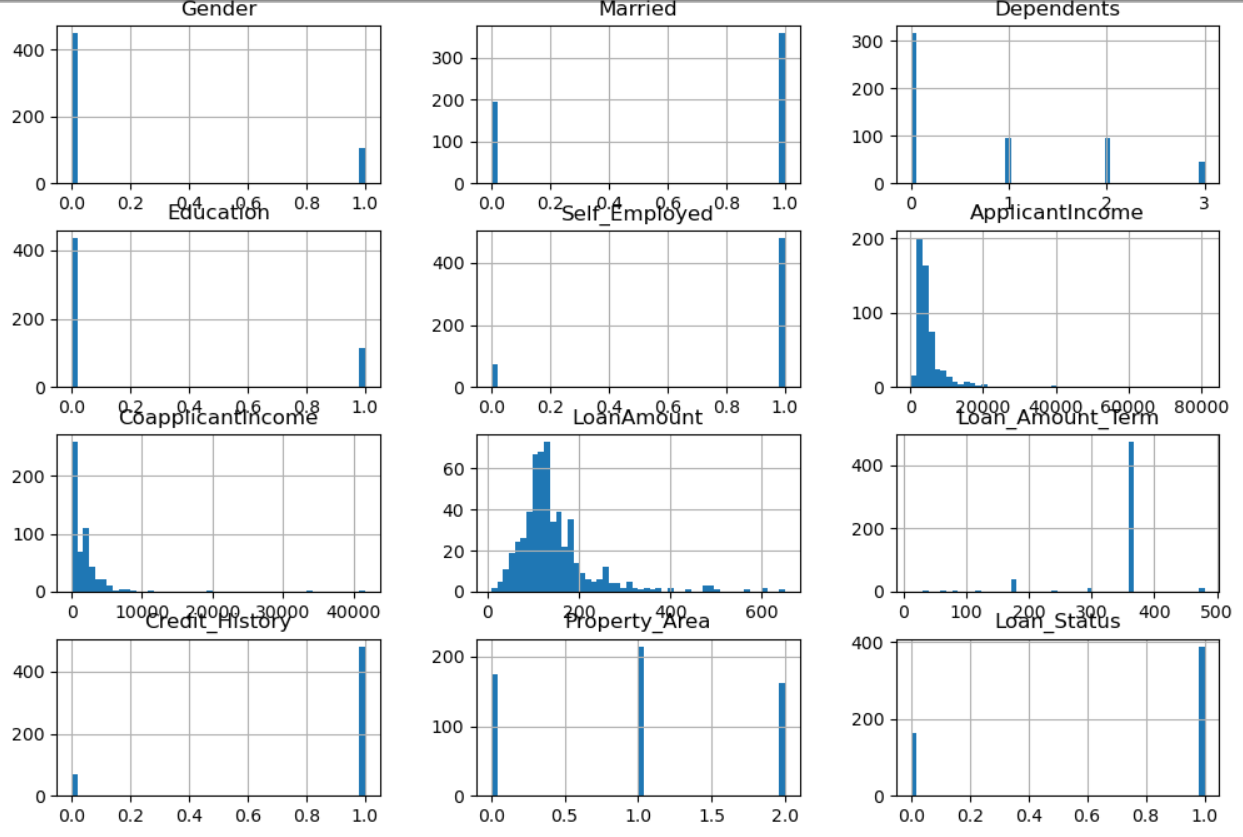 Gender
Married
Dependents
400
200
0
0.0 0.2 0.4 0.6 0.8 1.0
300
200
100
0
0.0 0.2 0.4 0.6 0.8 1.0
300
200
100
0
0 1 2 3
Education
Self_Employed
ApplicantIncome
400
200
0
0.0 0.2 0.4 0.6 0.8 1.0
400
200
0
0.0 0.2 0.4 0.6 0.8 1.0
200
100
0
0 20000 40000 60000 80000
CoapplicantIncome
LoanAmount
Loan_Amount_Term
200
100
0
0 10000 20000 30000 40000
60
40
20
0
0 200 400 600
400
200
0
0 100 200 300 400 500
Credit_History
Property_Area
Loan_Status
400
200
0
0.0 0.2 0.4 0.6 0.8 1.0
200
100
0
0.0 0.5 1.0 1.5 2.0
400
200
0
0.0 0.2 0.4 0.6 0.8 1.0